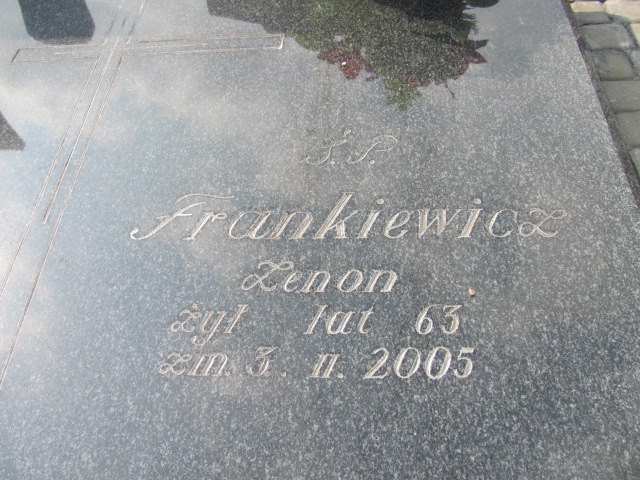 Ś.P.
Frankiewicz
Zenon
żył lat 63
zm. 3. II. 2005